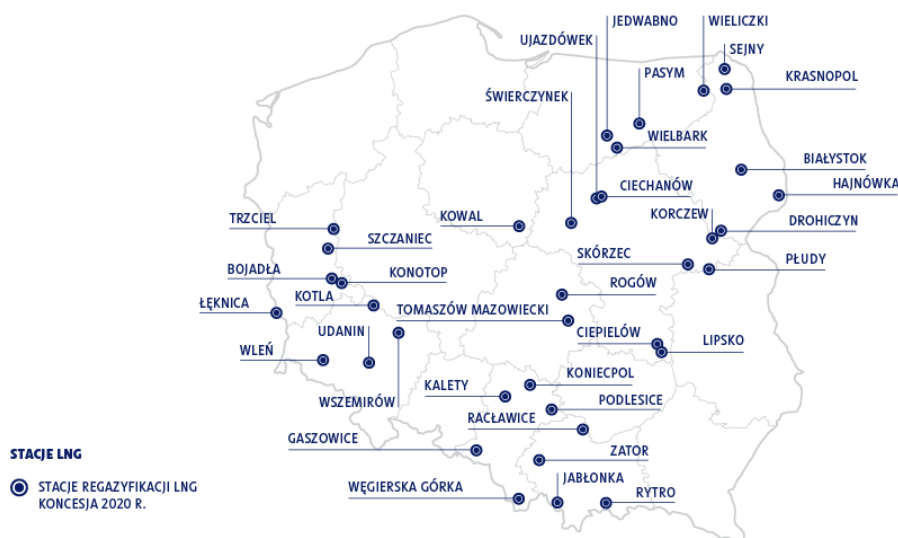 JEDWABNO
WIELICZKI
UJAZDÓWEK
SEJNY
PASYM
KRASNOPOL
ŚWIERCZYNEK
WIELBARK
BIAŁYSTOK
CIECHANÓW
HAJNÓWKA
TRZCIEL
KOWAL
KORCZEW
DROHICZYN
SZCZANIEC
SKÓRZEC
PŁUDY
BOJADŁA
KONOTOP
ROGÓW
ŁĘKNICA
KOTLA
TOMASZÓW MAZOWIECKI
UDANIN
CIEPIELÓW
LIPSKO
WLEŃ
KONIECPOL
KALETY
WSZEMIRÓW
PODLESICE
RACŁAWICE
GASZOWICE
ZATOR
STACJE LNG
JABŁONKA
STACJE REGAZYFIKACJI LNG
KONCESJA 2020 R.
WĘGIERSKA GÓRKA
RYTRO